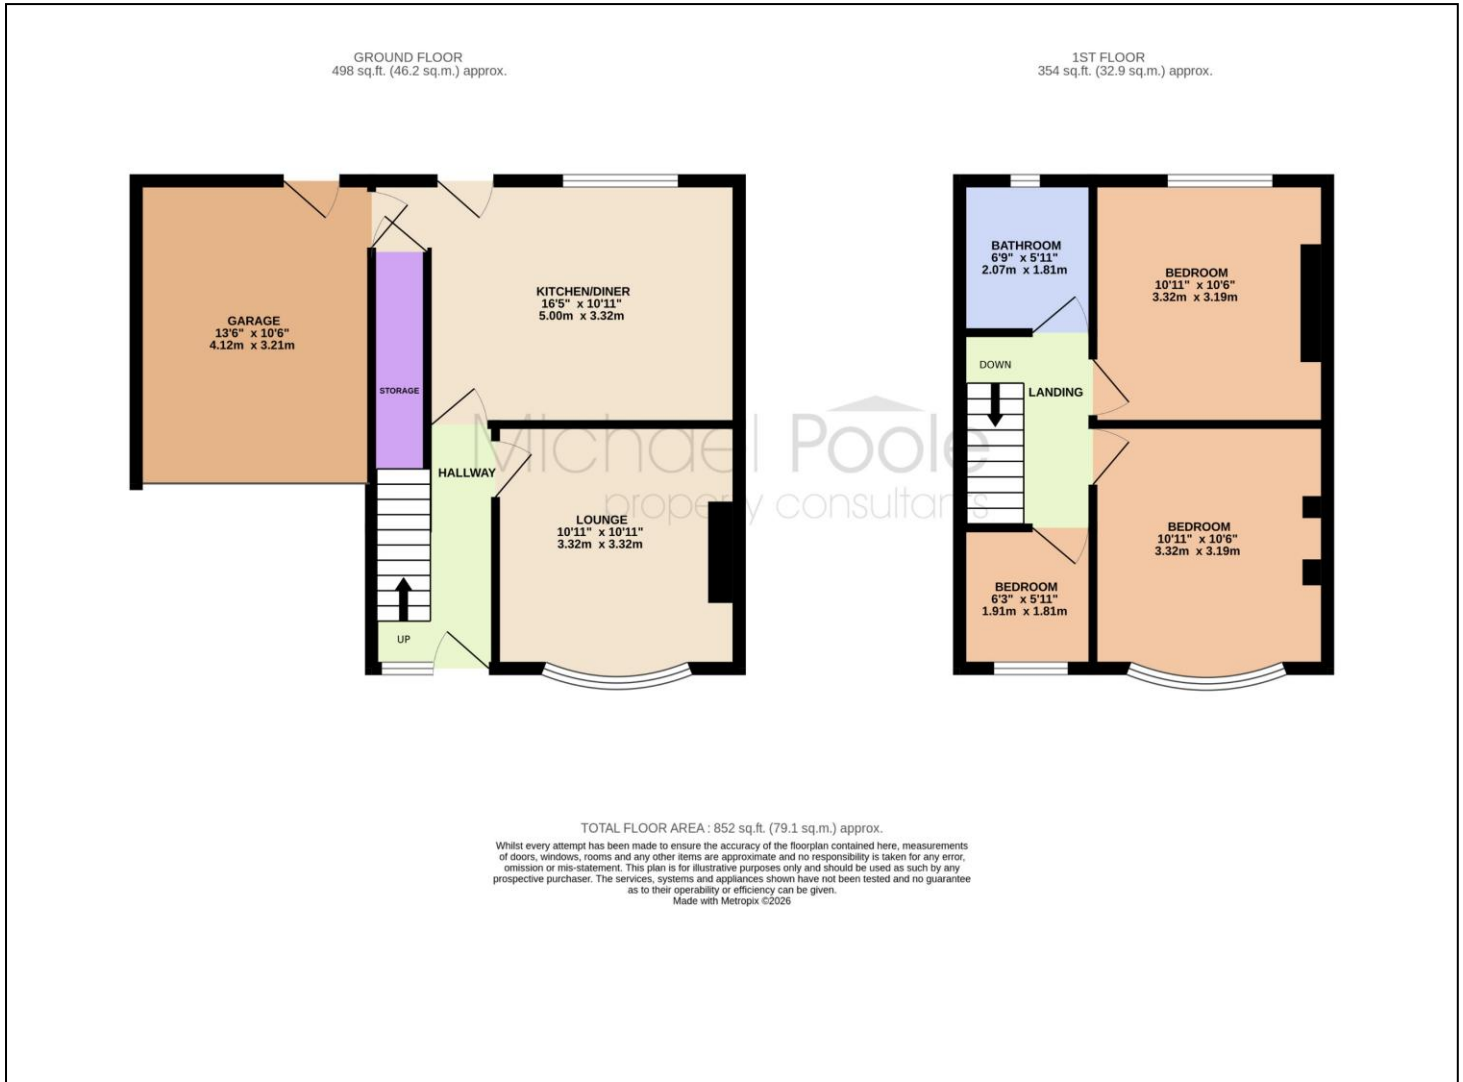 GROUND FLOOR
498 sq.ft. (46.2 sq.m.) approx.
1ST FLOOR
354 sq.ft. (32.9 sq.m.) approx.
GARAGE
13'6" x 10'6"
4.12m x 3.21m
STORAGE
KITCHEN/DINER
16'5" x 10'11"
5.00m x 3.32m
HALLWAY
LOUNGE
10'11" x 10'11"
3.32m x 3.32m
UP
BATHROOM
6'9" x 5'11"
2.07m x 1.81m
BEDROOM
10'11" x 10'6"
3.32m x 3.19m
DOWN
LANDING
BEDROOM
10'11" x 10'6"
3.32m x 3.19m
BEDROOM
6'3" x 5'11"
1.91m x 1.81m
Michael Poole
property consultants
TOTAL FLOOR AREA : 852 sq.ft. (79.1 sq.m.) approx.
Whilst every attempt has been made to ensure the accuracy of the floorplan contained here, measurements
of doors, windows, rooms and any other items are approximate and no responsibility is taken for any error,
omission or mis-statement. This plan is for illustrative purposes only and should be used as such by any
prospective purchaser. The services, systems and appliances shown have not been tested and no guarantee
as to their operability or efficiency can be given.
Made with Metropix ©2026